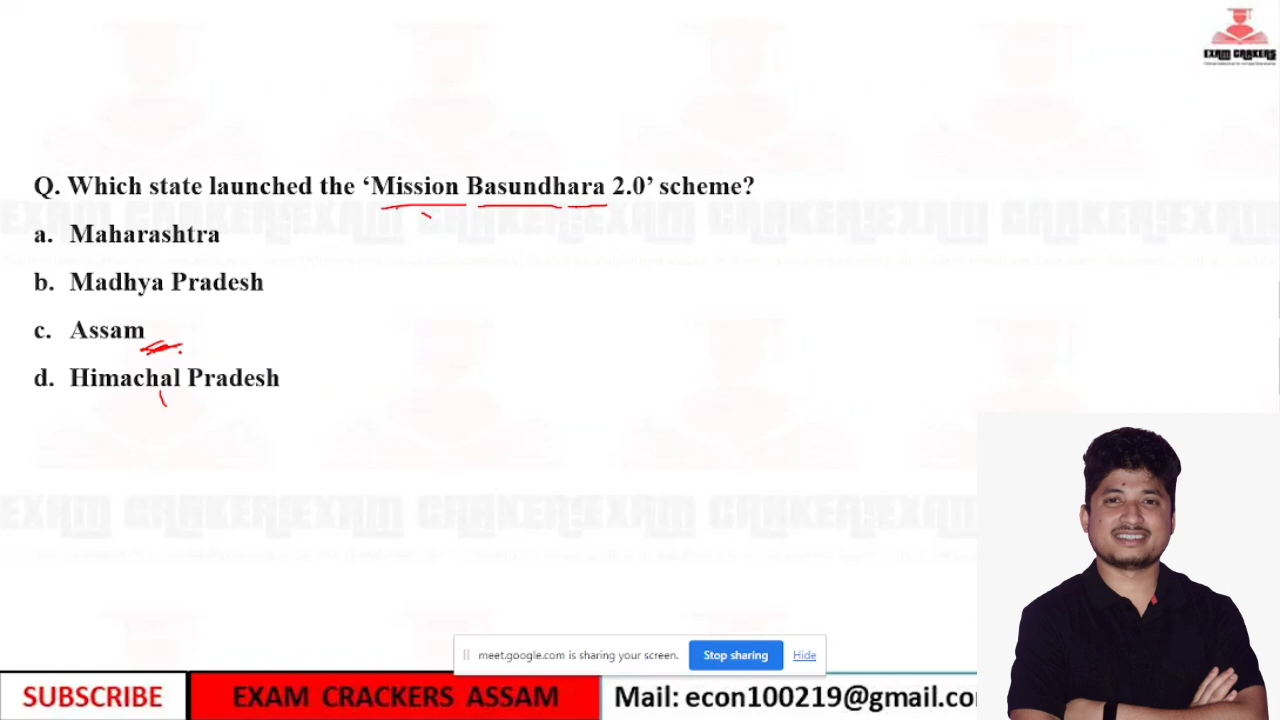 EXAM CRAKERS
Q. Which state launched the ‘Mission Basundhara 2.0’ scheme?
a. Maharashtra
b. Madhya Pradesh
c. Assam
d. Himachal Pradesh
meet.google.com is sharing your screen. Stop sharing Hide
SUBSCRIBE EXAM CRACKERS ASSAM Mail: econ100219@gmail.co